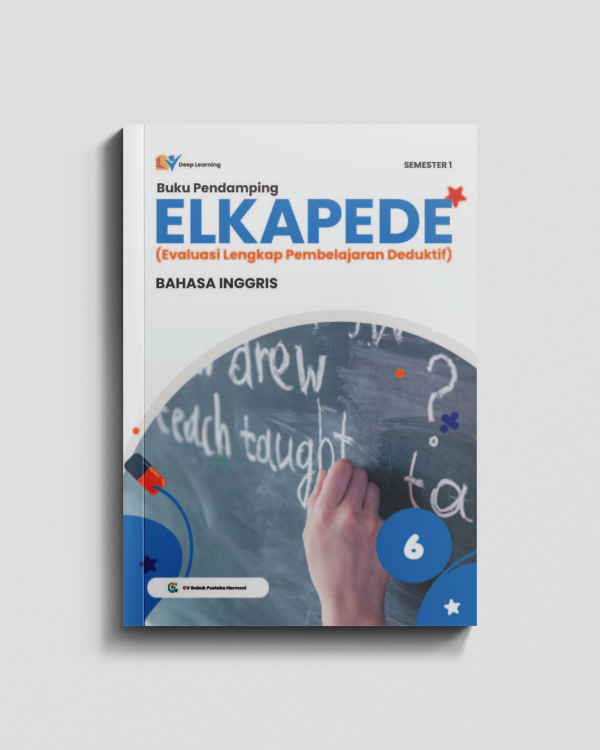 Deep Learning
SEMESTER 1
Buku Pendamping
ELKAPEDE
(Evaluasi Lengkap Pembelajaran Deduktif)
BAHASA INGGRIS
drew
?
teach taught
ta
6
CV Gubuk Pustaka Harmoni